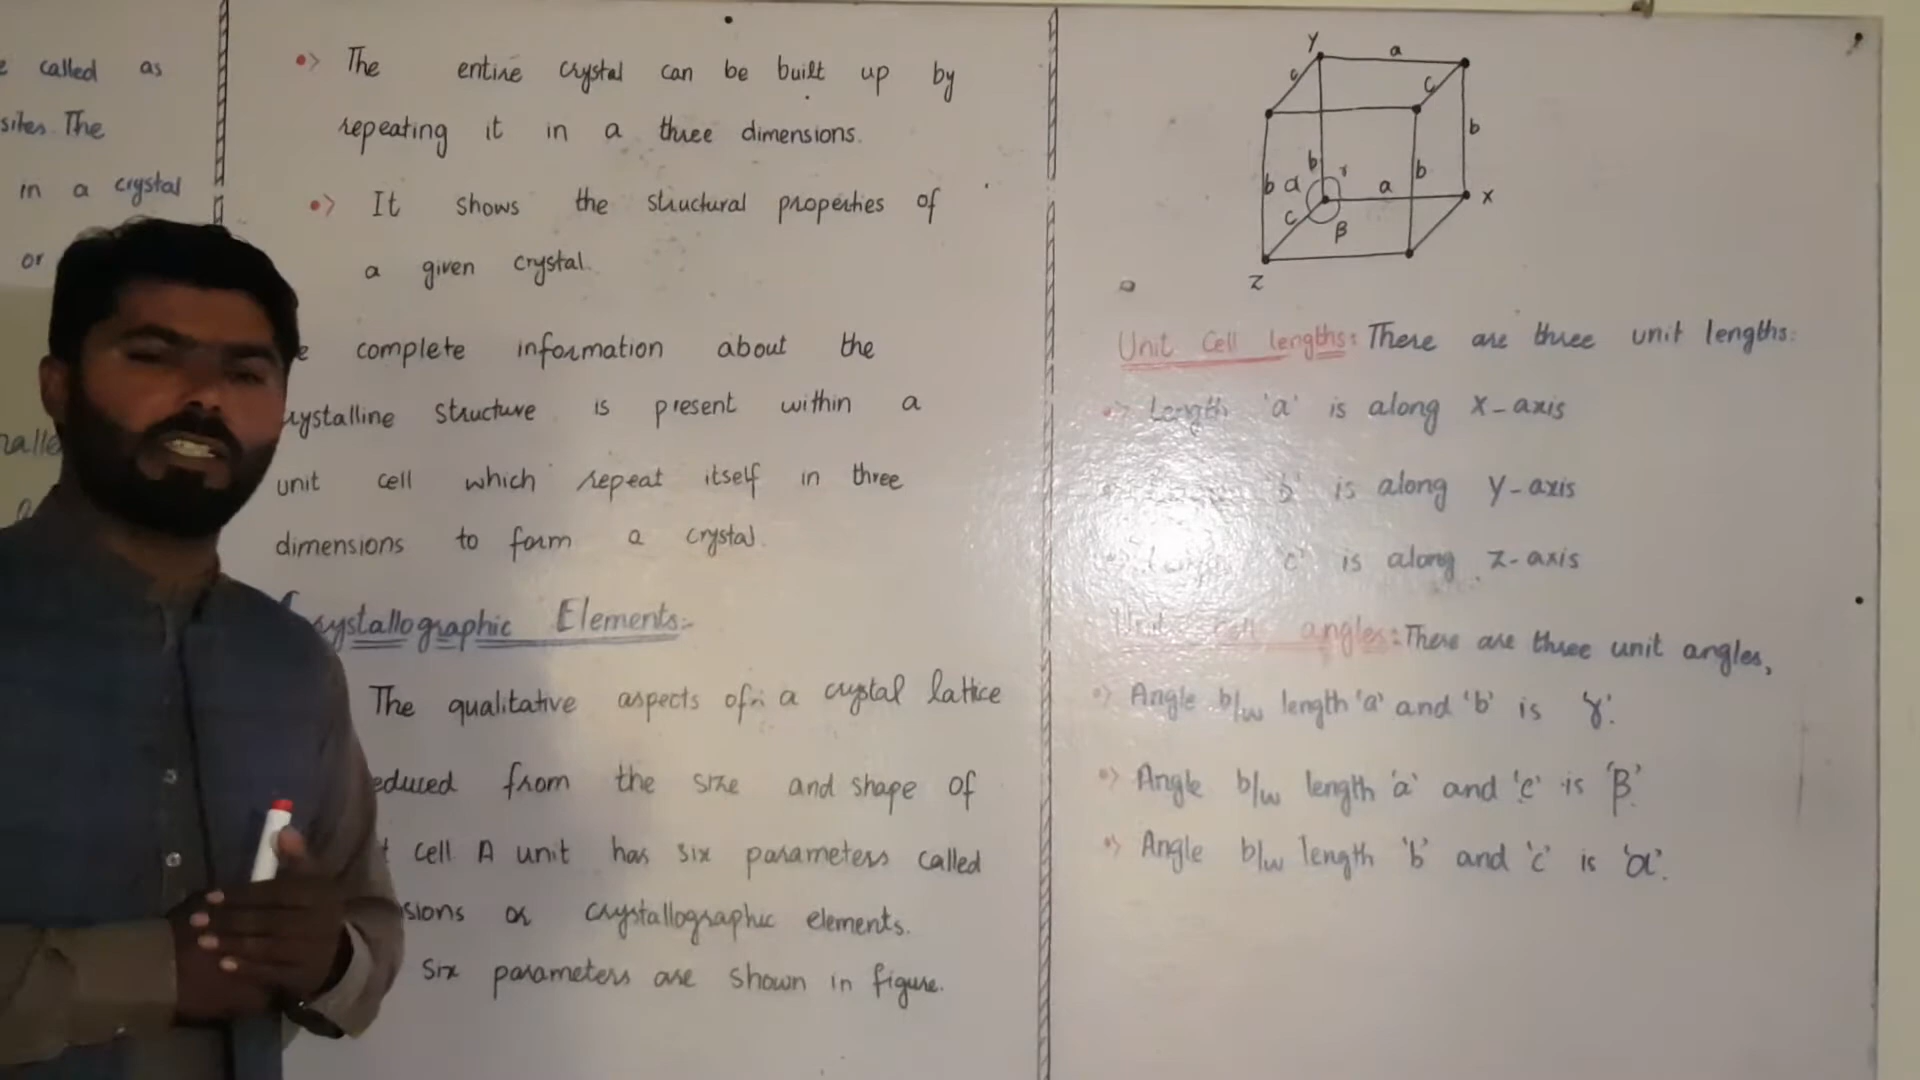 called as
sites. The
in a crystal
or
•> The entire crystal can be built up by
repeating it in a three dimensions.
•> It shows the structural properties of
a given crystal.
complete information about the
structure is present within a
unit cell which repeat itself in three
dimensions to form a crystal.
Crystallographic Elements:-
The qualitative aspects of a crystal lattice
from the size and shape of
cell. A unit has six parameters called
or crystallographic elements.
six parameters are shown in figure.
Y a
c c
b
b γ b
b α a X
c β
Z
Unit Cell lengths: There are three unit lengths:
•> Length 'a' is along X-axis
'b' is along Y-axis
'c' is along Z-axis
Unit cell angles: There are three unit angles,
•> Angle b/w length 'a' and 'b' is 'γ'.
•> Angle b/w length 'a' and 'c' is 'β'.
•> Angle b/w length 'b' and 'c' is 'α'.